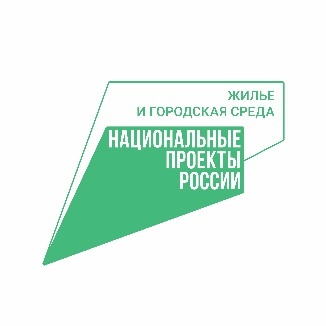 ЖИЛЬЕ
И ГОРОДСКАЯ СРЕДА
НАЦИОНАЛЬНЫЕ
ПРОЕКТЫ
РОССИИ